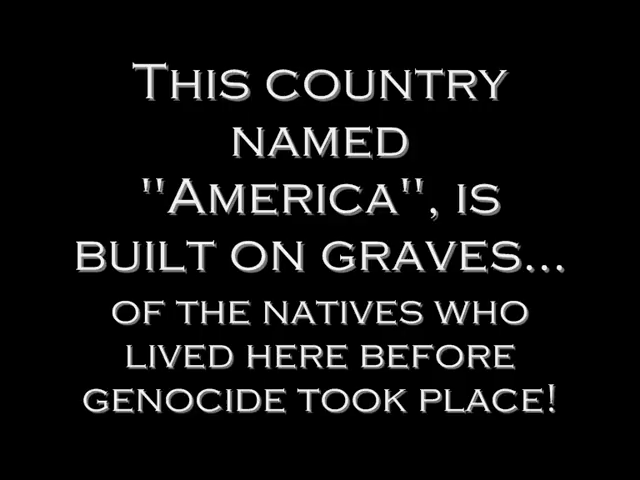 This country
named
"America", is
built on graves...
of the natives who
lived here before
genocide took place!